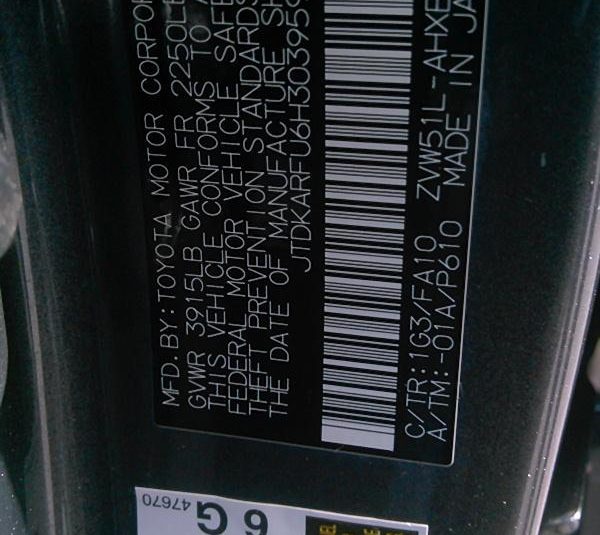 MFD. BY: TOYOTA MOTOR CORPOR
GVWR 3915LB GAWR FR 2250LB
THIS VEHICLE CONFORMS TO A
FEDERAL MOTOR VEHICLE SAFE
THEFT PREVENTION STANDARDS
THE DATE OF MANUFACTURE SH
JTDKARFU6H303959
C/TR:1G3/FA10 ZVW51L-AHXE
A/TM:-01A/P610 MADE IN JA
47670
6G